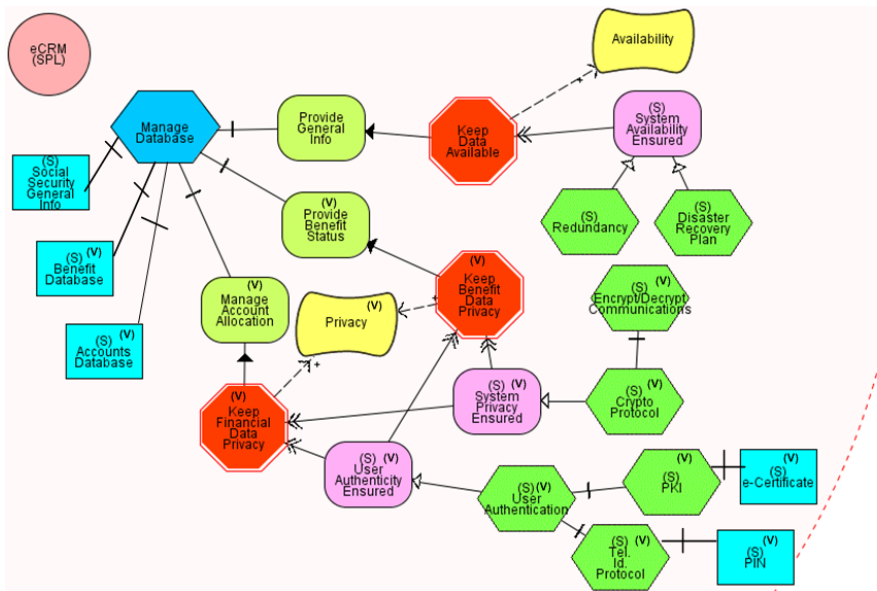 eCRM
(SPL)
Availability
Manage
Database
Provide
General
Info
Keep
Data
Available
(S)
System
Availability
Ensured
(S)
Social
Security
General
Info
(V)
Provide
Benefit
Status
(S)
Redundancy
(S)
Disaster
Recovery
Plan
(S) (V)
Benefit
Database
(V)
Manage
Account
Allocation
(V)
Privacy
(V)
Keep
Benefit
Data
Privacy
(S) (V)
Encrypt/Decrypt
Communications
(S) (V)
Accounts
Database
(V)
Keep
Financial
Data
Privacy
(S) (V)
System
Privacy
Ensured
(S) (V)
Crypto
Protocol
(S) (V)
User
Authenticity
Ensured
(S) (V)
User
Authentication
(V)
(S)
PKI
(V)
(S)
e-Certificate
(S) (V)
Tel.
Id.
Protocol
(V)
(S)
PIN
+
+
+